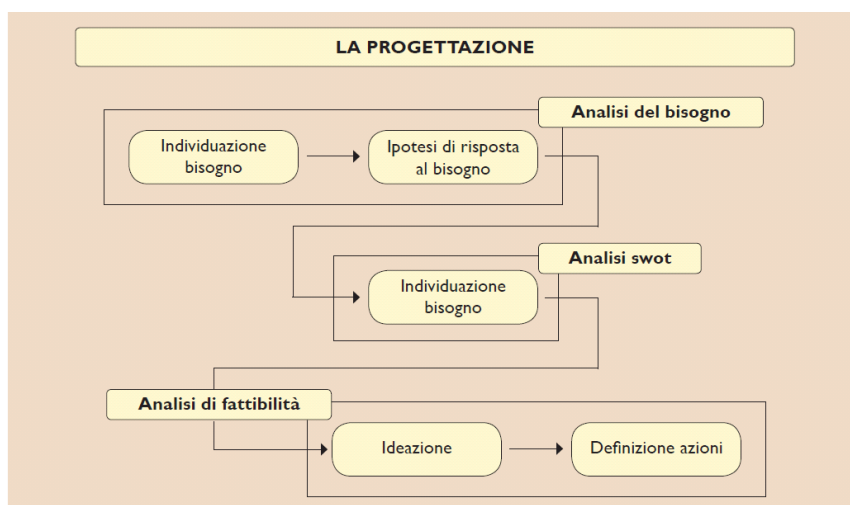 LA PROGETTAZIONE
Analisi del bisogno
Individuazione
bisogno
Ipotesi di risposta
al bisogno
Analisi swot
Individuazione
bisogno
Analisi di fattibilità
Ideazione
Definizione azioni